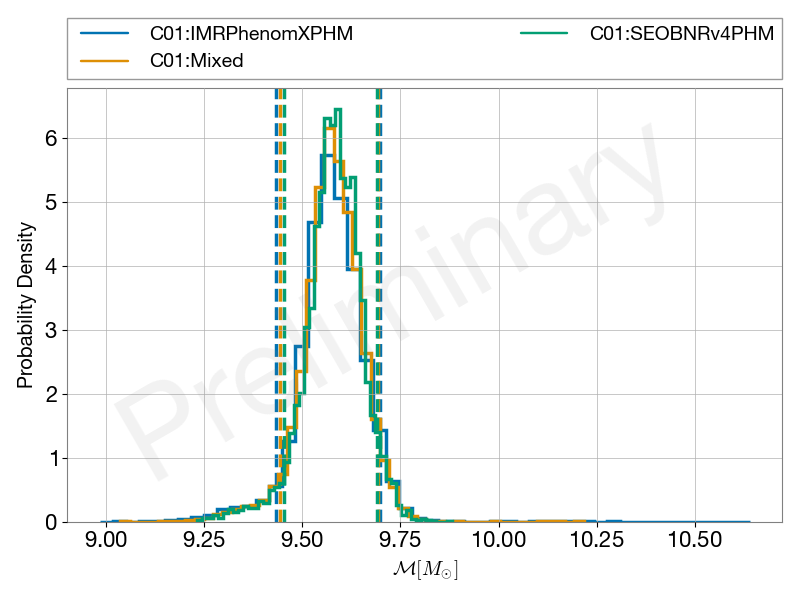 C01:IMRPhenomXPHM
C01:Mixed
C01:SEOBNRv4PHM
Preliminary
Probability Density
6
5
4
3
2
1
0
9.00 9.25 9.50 9.75 10.00 10.25 10.50
ℳ[M⊙]